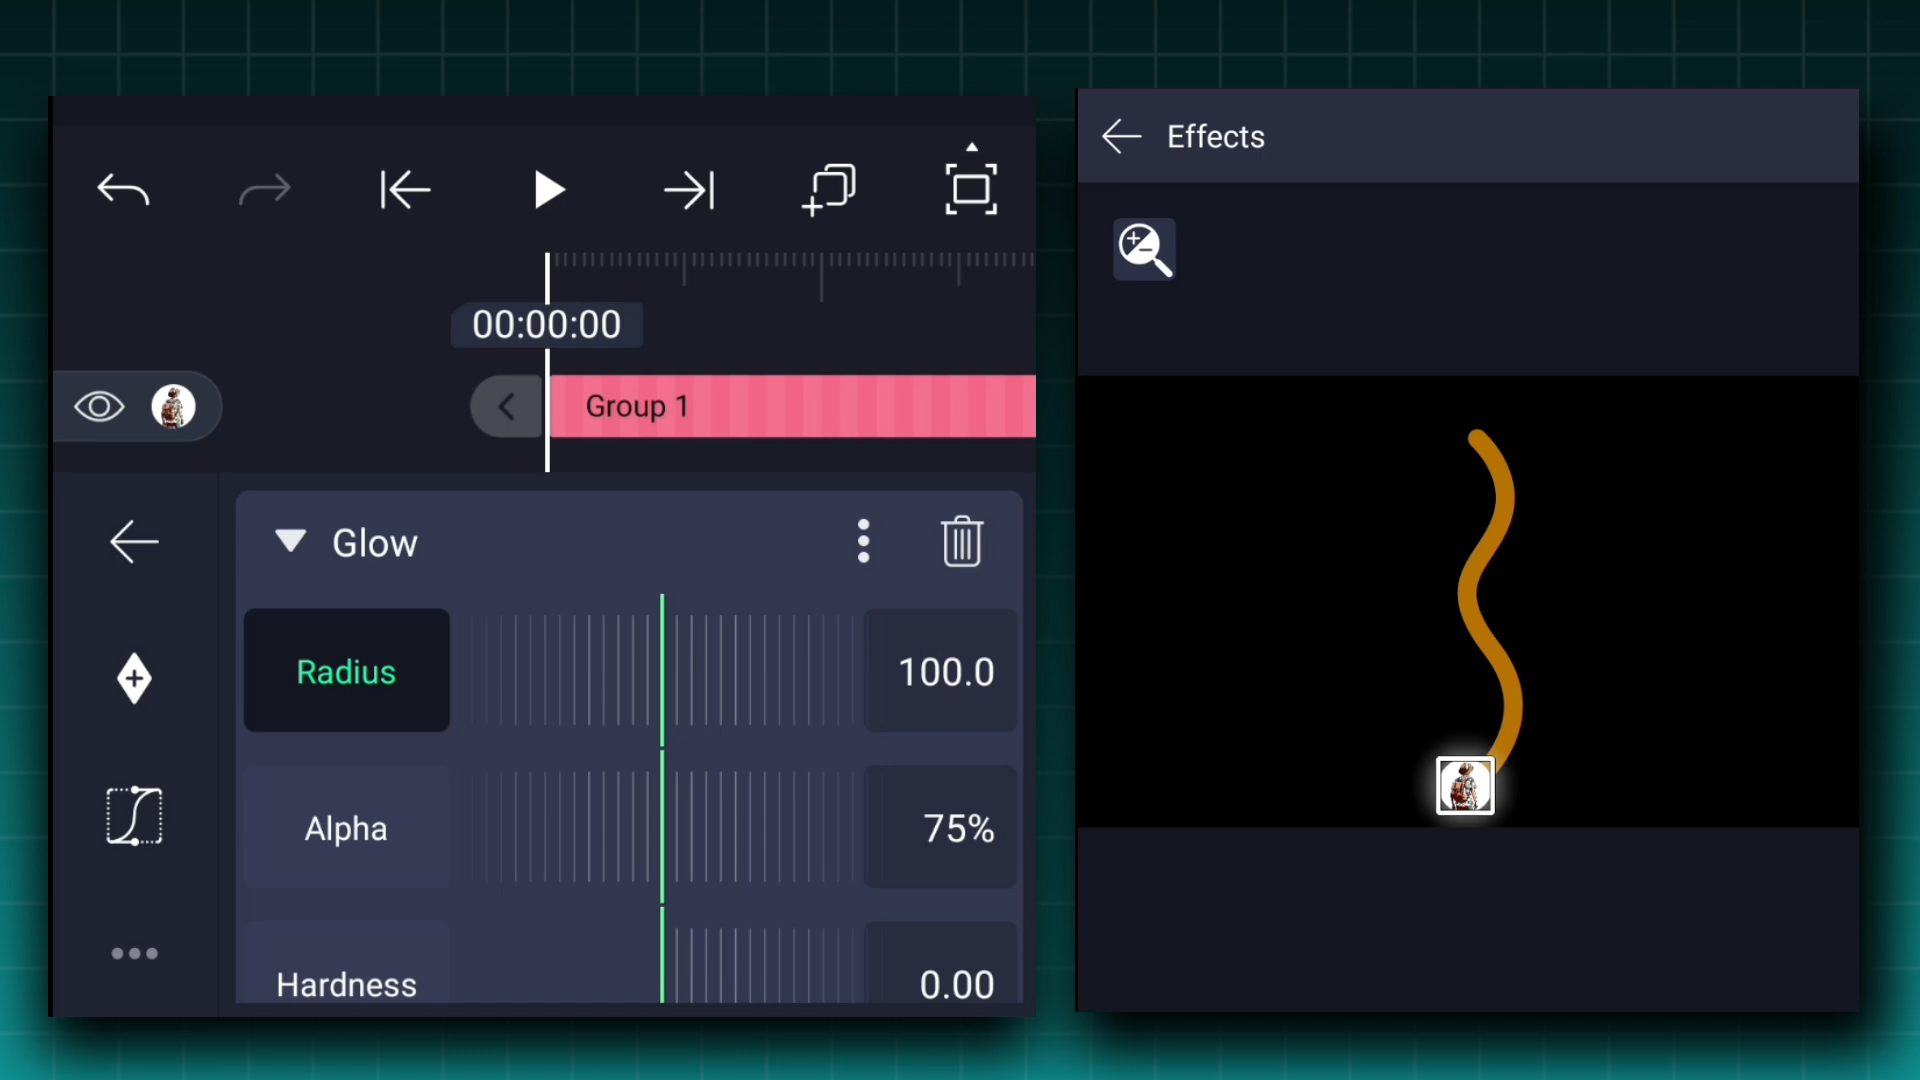 00:00:00
Group 1
Glow
Radius
100.0
Alpha
75%
Hardness
0.00
Effects